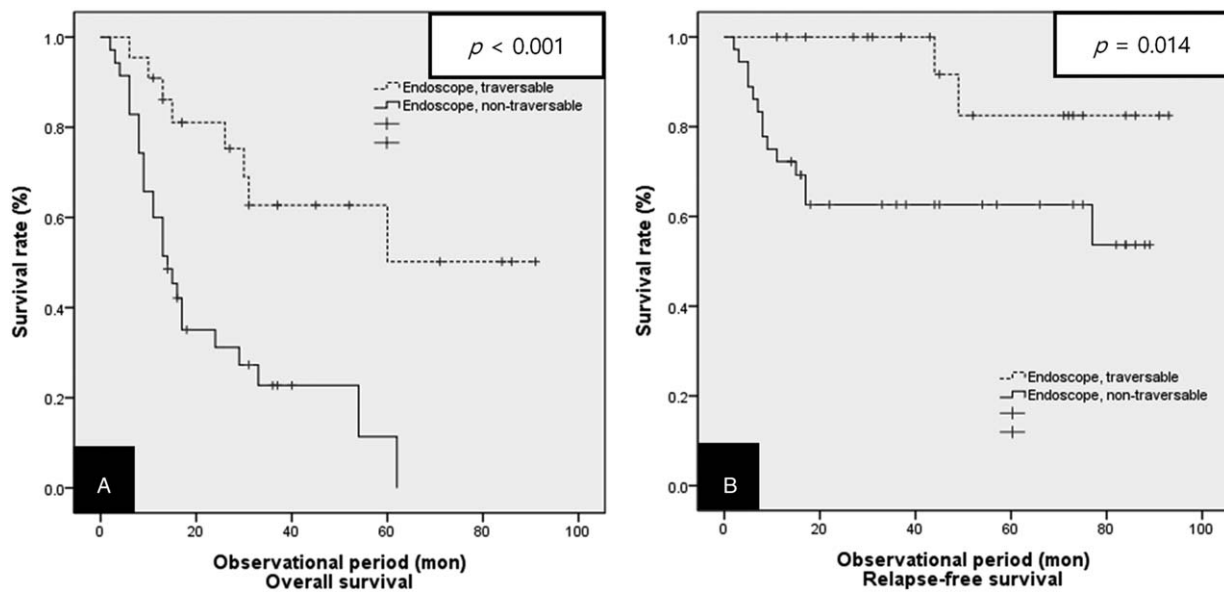 p < 0.001
Endoscope, traversable
Endoscope, non-traversable
Survival rate (%)
1.0
0.8
0.6
0.4
0.2
0.0
A
0 20 40 60 80 100
Observational period (mon)
Overall survival
p = 0.014
Survival rate (%)
1.0
0.8
0.6
0.4
0.2
0.0
Endoscope, traversable
Endoscope, non-traversable
B
0 20 40 60 80 100
Observational period (mon)
Relapse-free survival